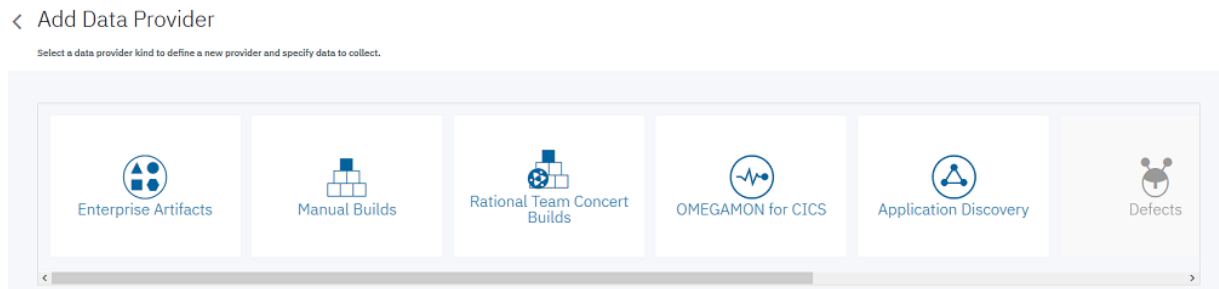 Add Data Provider
Select a data provider kind to define a new provider and specify data to collect.
Enterprise Artifacts
Manual Builds
Rational Team Concert
Builds
OMEGAMON for CICS
Application Discovery
Defects